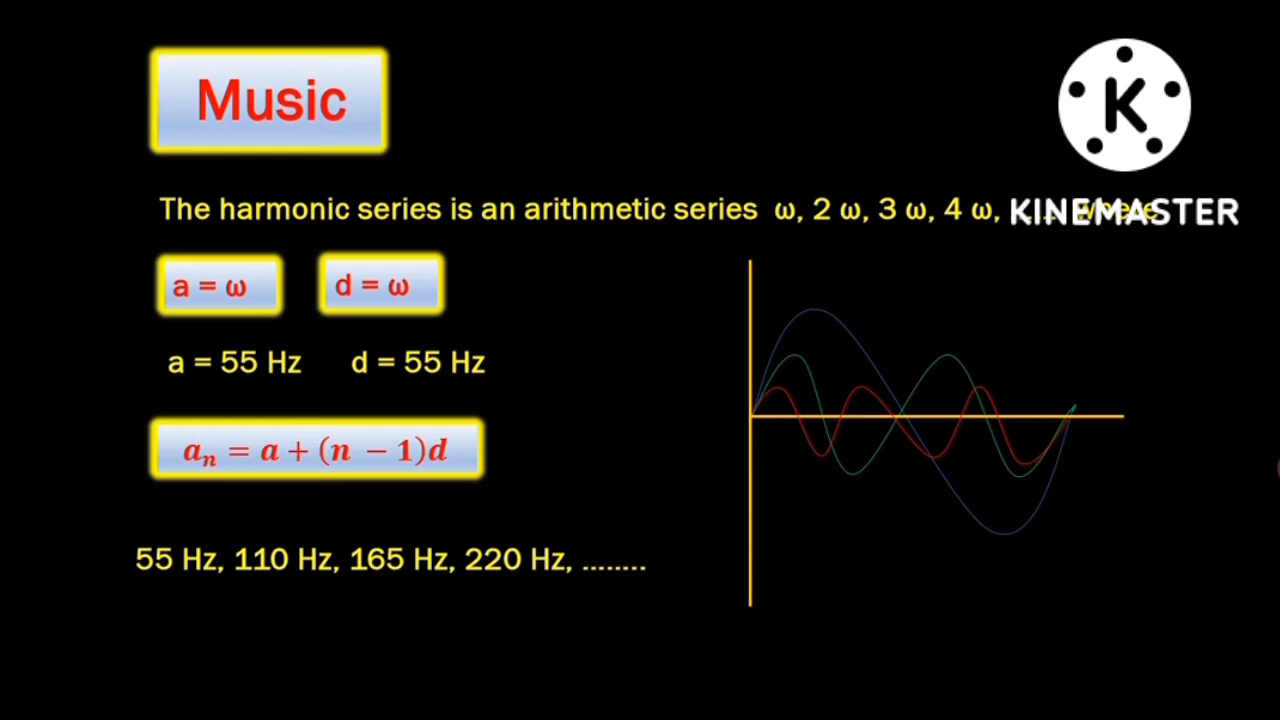 Music
K
KINEMASTER
The harmonic series is an arithmetic series ω, 2 ω, 3 ω, 4 ω,
a = ω d = ω
a = 55 Hz d = 55 Hz
aₙ = a + (n − 1)d
55 Hz, 110 Hz, 165 Hz, 220 Hz, ........